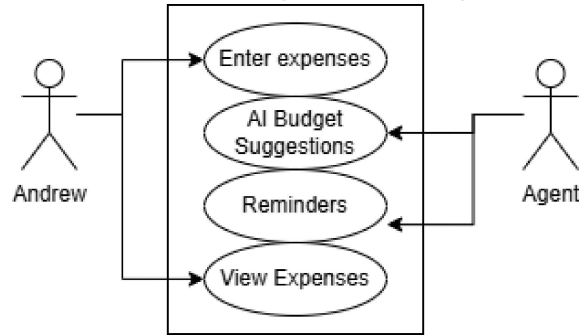 Enter expenses
AI Budget
Suggestions
Andrew
Agent
Reminders
View Expenses